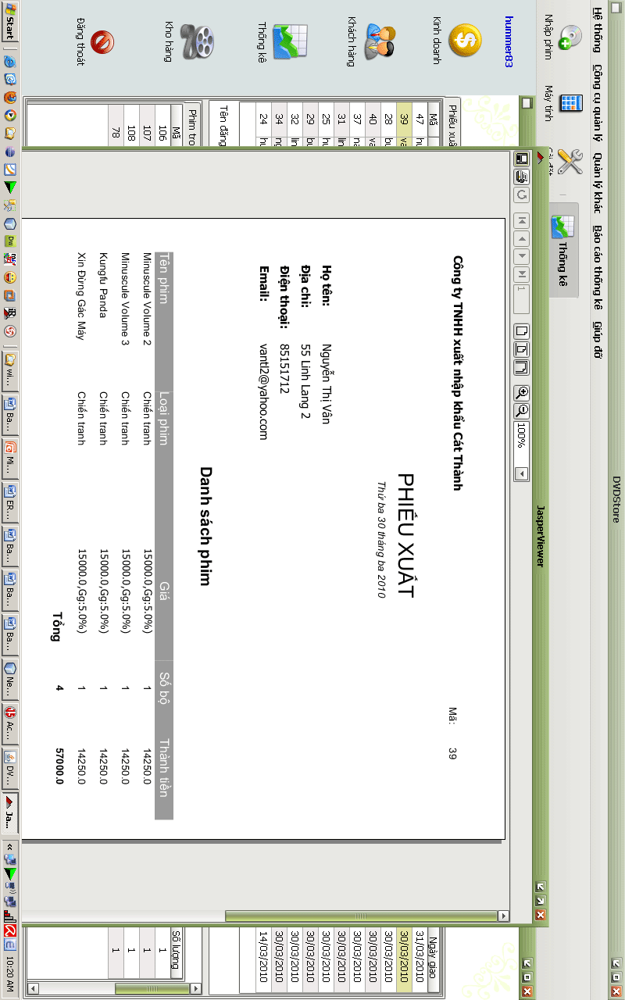 DVDStore
Hệ thống Công cụ quản lý Quản lý khác Báo cáo thống kê Giúp đỡ
Nhập phim Máy tính Thống kê
hummer83
Kinh doanh
Khách hàng
Thống kê
Kho hàng
Đăng thoát
Phiếu xuấ
Mã Ngày giao
47 hu 31/03/2010
39 va 30/03/2010
28 bu 30/03/2010
40 va 30/03/2010
37 na 30/03/2010
31 lin 30/03/2010
25 hu 30/03/2010
29 bu 30/03/2010
32 lin 30/03/2010
34 ng 30/03/2010
24 hu 14/03/2010
Tên đăng
Phim tro
Mã Số lượng
106 1
107 1
108 1
78 1
JasperViewer
1 100%
Công ty TNHH xuất nhập khẩu Cát Thành Mã: 39
PHIẾU XUẤT
Thứ ba 30 tháng ba 2010
Họ tên: Nguyễn Thị Vân
Địa chỉ: 55 Linh Lang 2
Điện thoại: 85151712
Email: vantl2@yahoo.com
Danh sách phim
Tên phim Loại phim Giá Số bộ Thành tiền
Minuscule Volume 2 Chiến tranh 15000.0,Gg:5.0%) 1 14250.0
Minuscule Volume 3 Chiến tranh 15000.0,Gg:5.0%) 1 14250.0
Kungfu Panda Chiến tranh 15000.0,Gg:5.0%) 1 14250.0
Xin Đừng Gác Máy Chiến tranh 15000.0,Gg:5.0%) 1 14250.0
Tổng 4 57000.0
Start wi... Ba... Mi... ER... Ba... Ba... Ba... Ne... Ac... DV... Ja... 10:20 AM